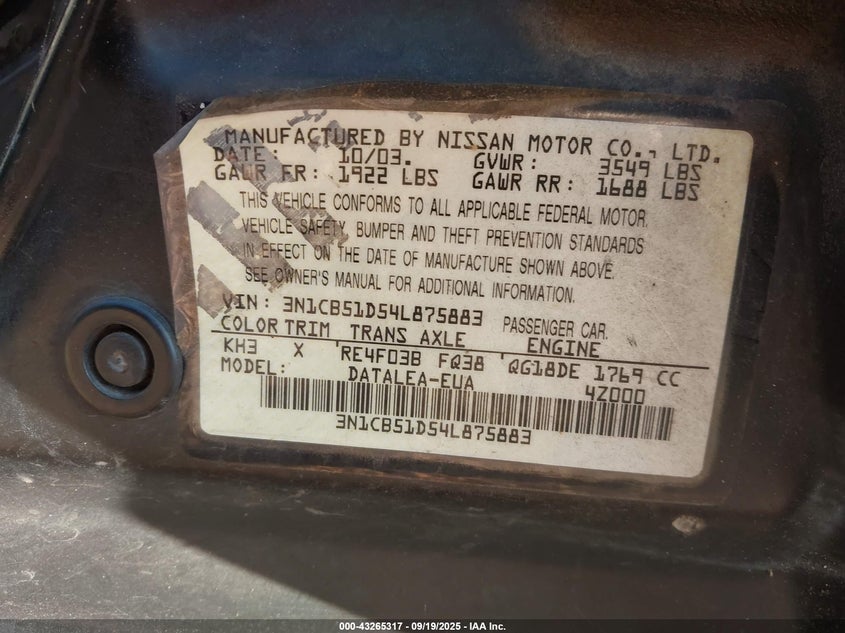 MANUFACTURED BY NISSAN MOTOR CO., LTD.
DATE: 10/03. GVWR: 3549 LBS
GAWR FR: 1922 LBS GAWR RR: 1688 LBS
THIS VEHICLE CONFORMS TO ALL APPLICABLE FEDERAL MOTOR
VEHICLE SAFETY, BUMPER AND THEFT PREVENTION STANDARDS
IN EFFECT ON THE DATE OF MANUFACTURE SHOWN ABOVE.
SEE OWNER'S MANUAL FOR ADDITIONAL INFORMATION.
VIN: 3N1CB51D54L875883 PASSENGER CAR.
COLOR TRIM TRANS AXLE ENGINE
KH3 X RE4F03B FQ38 QG18DE 1769 CC
MODEL: DATALEA-EUA 4Z000
3N1CB51D54L875883
000-43265317 - 09/19/2025 - IAA Inc.